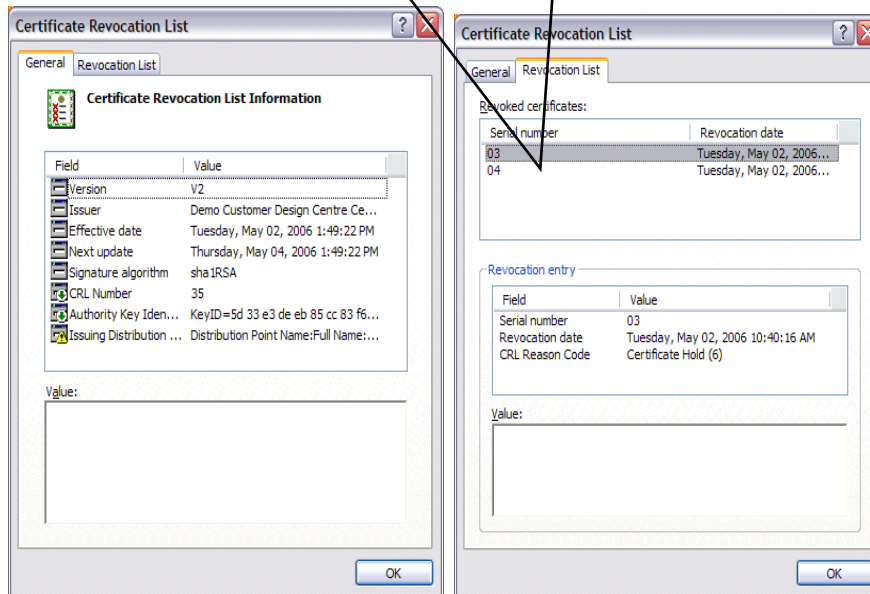 Certificate Revocation List
General Revocation List
Certificate Revocation List Information
Field Value
Version V2
Issuer Demo Customer Design Centre Ce...
Effective date Tuesday, May 02, 2006 1:49:22 PM
Next update Thursday, May 04, 2006 1:49:22 PM
Signature algorithm sha1RSA
CRL Number 35
Authority Key Iden... KeyID=5d 33 e3 de eb 85 cc 83 f6...
Issuing Distribution ... Distribution Point Name:Full Name:...
Value:
OK
Certificate Revocation List
General Revocation List
Revoked certificates:
Serial number Revocation date
03 Tuesday, May 02, 2006...
04 Tuesday, May 02, 2006...
Revocation entry
Field Value
Serial number 03
Revocation date Tuesday, May 02, 2006 10:40:16 AM
CRL Reason Code Certificate Hold (6)
Value:
OK